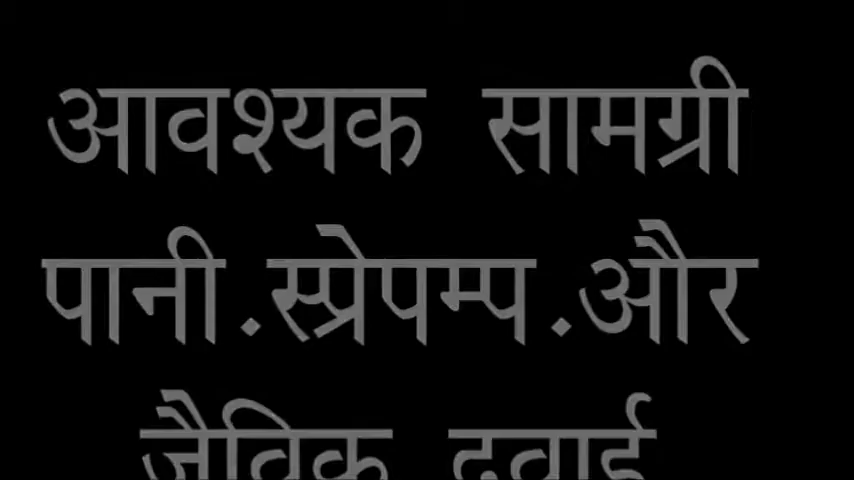 आवश्यक सामग्री
पानी.स्प्रेपम्प.और
जैविक दवाई